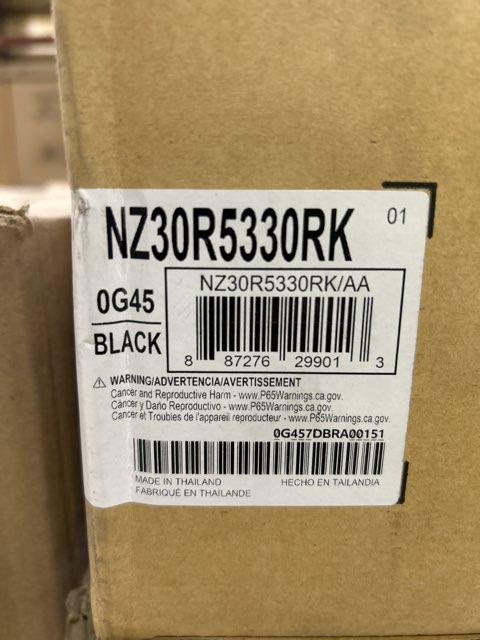 NZ30R5330RK
01
NZ30R5330RK/AA
0G45
BLACK
8 87276 29901 3
⚠ WARNING/ADVERTENCIA/AVERTISSEMENT
Cancer and Reproductive Harm - www.P65Warnings.ca.gov.
Cáncer y Daño Reproductivo - www.P65Warnings.ca.gov.
Cancer et Troubles de l'appareil reproducteur - www.P65Warnings.ca.gov.
0G457DBRA00151
MADE IN THAILAND HECHO EN TAILANDIA
FABRIQUÉ EN THAILANDE